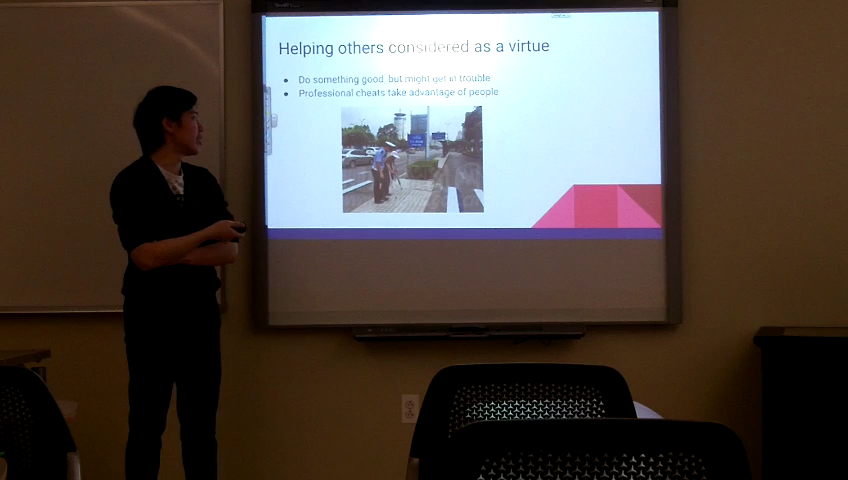 Helping others considered as a virtue
Do something good, but might get in trouble
Professional cheats take advantage of people